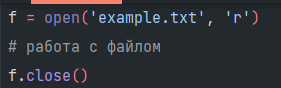 f = open('example.txt', 'r')
# работа с файлом
f.close()